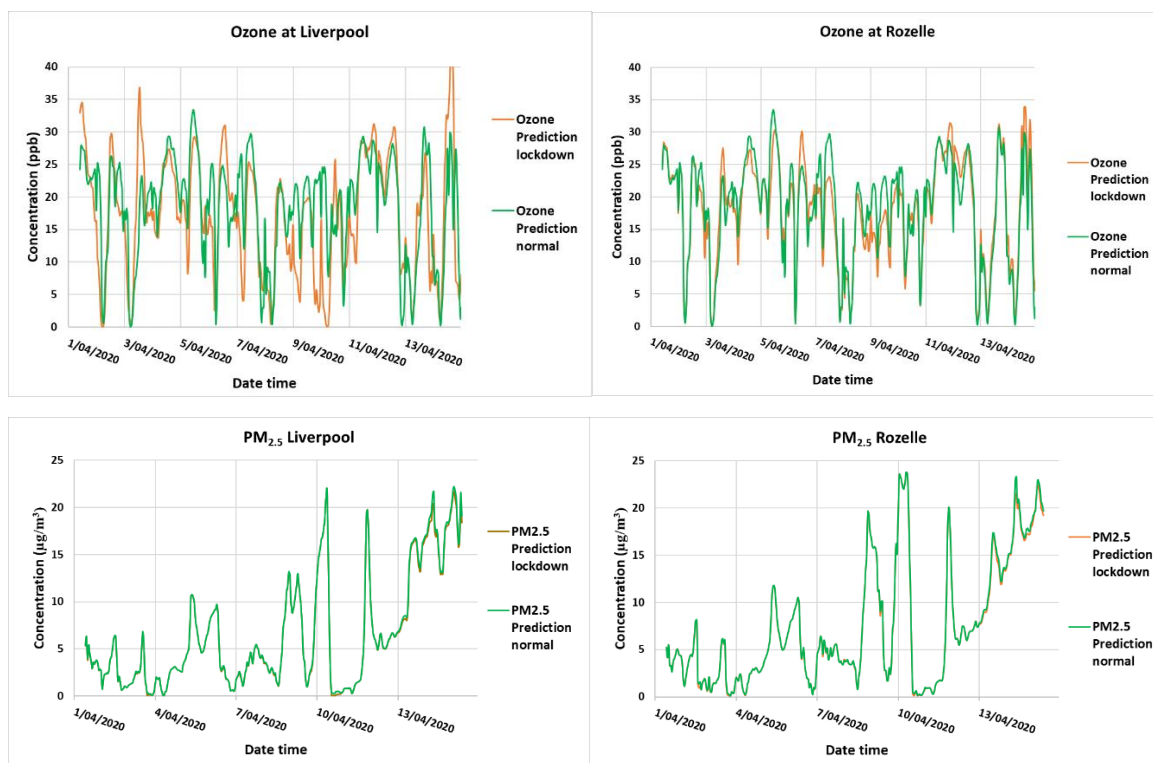 Ozone at Liverpool
Concentration (ppb)
40
35
30
25
20
15
10
5
0
1/04/2020 3/04/2020 5/04/2020 7/04/2020 9/04/2020 11/04/2020 13/04/2020
Date time
Ozone
Prediction
lockdown
Ozone
Prediction
normal
Ozone at Rozelle
Concentration (ppb)
40
35
30
25
20
15
10
5
0
1/04/2020 3/04/2020 5/04/2020 7/04/2020 9/04/2020 11/04/2020 13/04/2020
Date time
Ozone
Prediction
lockdown
Ozone
Prediction
normal
PM2.5 Liverpool
Concentration (µg/m³)
25
20
15
10
5
0
1/04/2020 4/04/2020 7/04/2020 10/04/2020 13/04/2020
Date time
PM2.5
Prediction
lockdown
PM2.5
Prediction
normal
PM2.5 Rozelle
Concentration (µg/m³)
25
20
15
10
5
0
1/04/2020 4/04/2020 7/04/2020 10/04/2020 13/04/2020
Date time
PM2.5
Prediction
lockdown
PM2.5
Prediction
normal